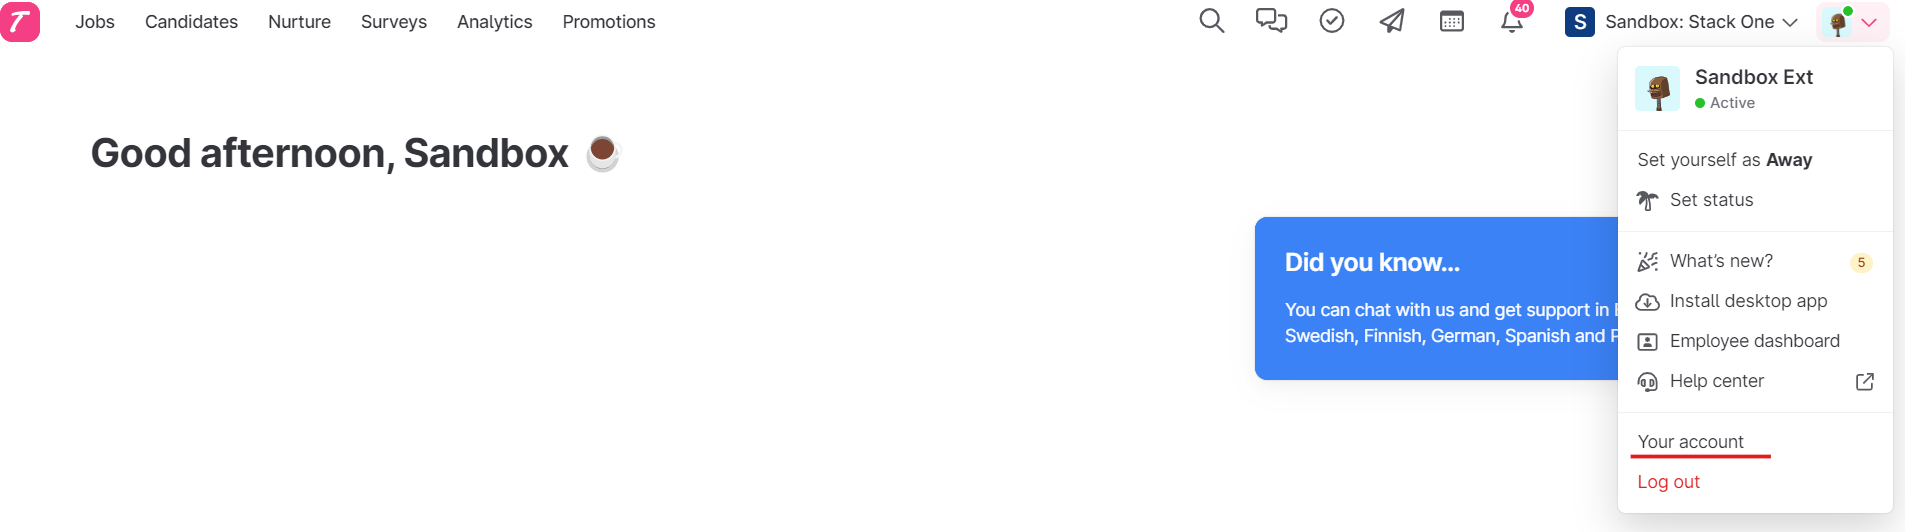 Jobs Candidates Nurture Surveys Analytics Promotions 40 S Sandbox: Stack One
Sandbox Ext
Active
Good afternoon, Sandbox
Set yourself as Away
Set status
Did you know...
You can chat with us and get support in
Swedish, Finnish, German, Spanish and
What's new? 5
Install desktop app
Employee dashboard
Help center
Your account
Log out